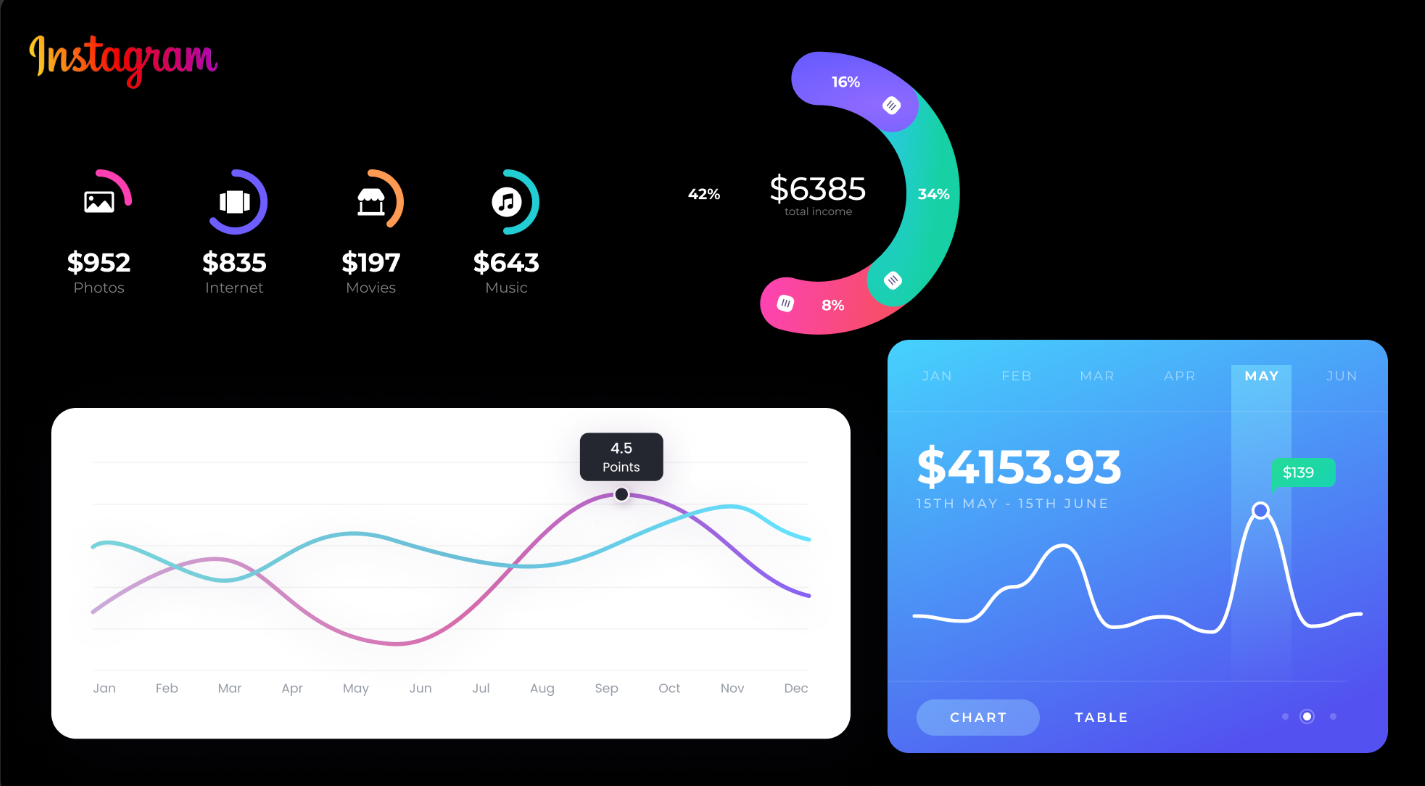 Instagram
16%
42%
$6385
total income
34%
8%
$952
Photos
$835
Internet
$197
Movies
$643
Music
4.5
Points
Jan Feb Mar Apr May Jun Jul Aug Sep Oct Nov Dec
JAN FEB MAR APR MAY JUN
$4153.93
15TH MAY - 15TH JUNE
$139
CHART TABLE